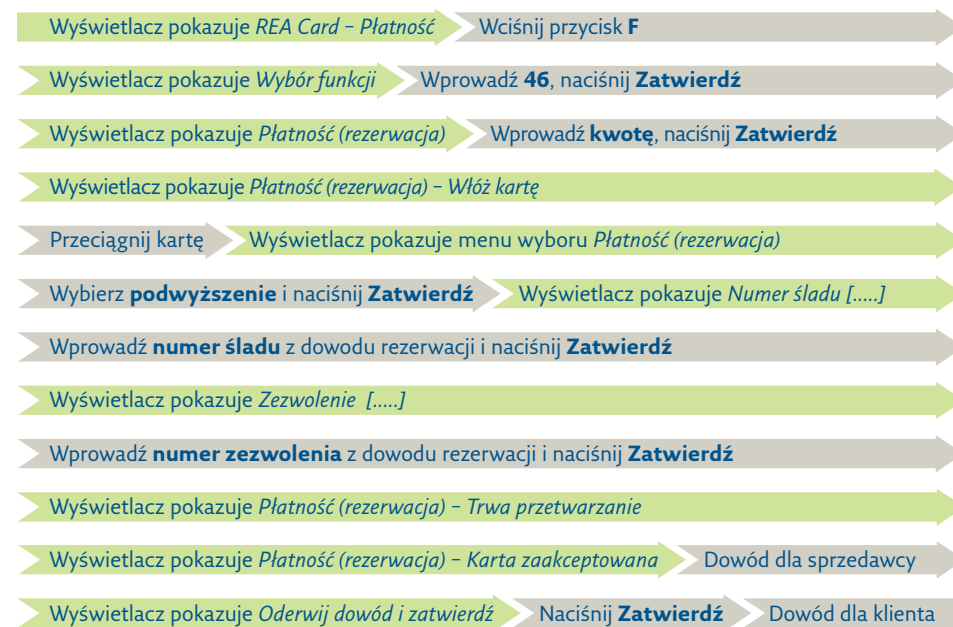 Wyświetlacz pokazuje REA Card – Płatność Wciśnij przycisk F
Wyświetlacz pokazuje Wybór funkcji Wprowadź 46, naciśnij Zatwierdź
Wyświetlacz pokazuje Płatność (rezerwacja) Wprowadź kwotę, naciśnij Zatwierdź
Wyświetlacz pokazuje Płatność (rezerwacja) – Włóż kartę
Przeciągnij kartę Wyświetlacz pokazuje menu wyboru Płatność (rezerwacja)
Wybierz podwyższenie i naciśnij Zatwierdź Wyświetlacz pokazuje Numer śladu [.....]
Wprowadź numer śladu z dowodu rezerwacji i naciśnij Zatwierdź
Wyświetlacz pokazuje Zezwolenie [.....]
Wprowadź numer zezwolenia z dowodu rezerwacji i naciśnij Zatwierdź
Wyświetlacz pokazuje Płatność (rezerwacja) – Trwa przetwarzanie
Wyświetlacz pokazuje Płatność (rezerwacja) – Karta zaakceptowana Dowód dla sprzedawcy
Wyświetlacz pokazuje Oderwij dowód i zatwierdź Naciśnij Zatwierdź Dowód dla klienta